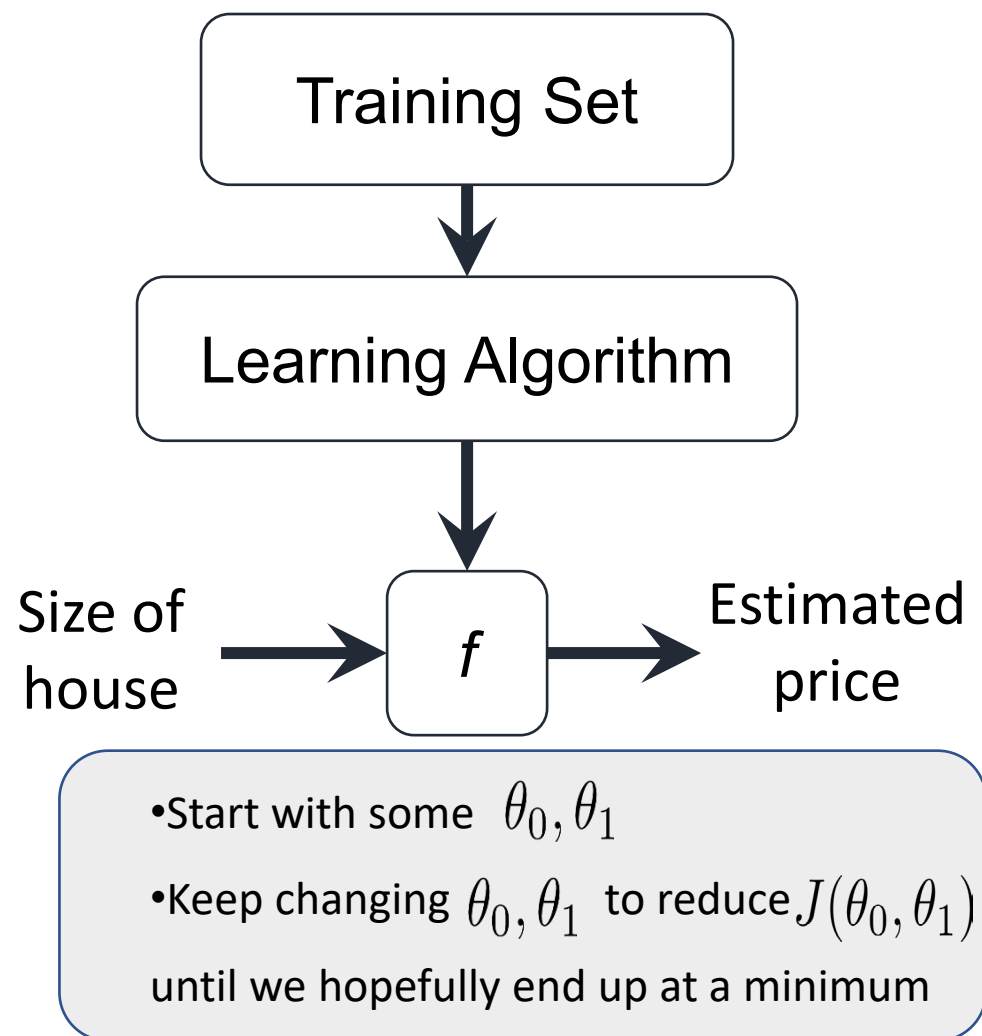 Training Set
Learning Algorithm
Size of
house
f
Estimated
price
•Start with some θ₀, θ₁
•Keep changing θ₀, θ₁ to reduce J(θ₀, θ₁)
until we hopefully end up at a minimum